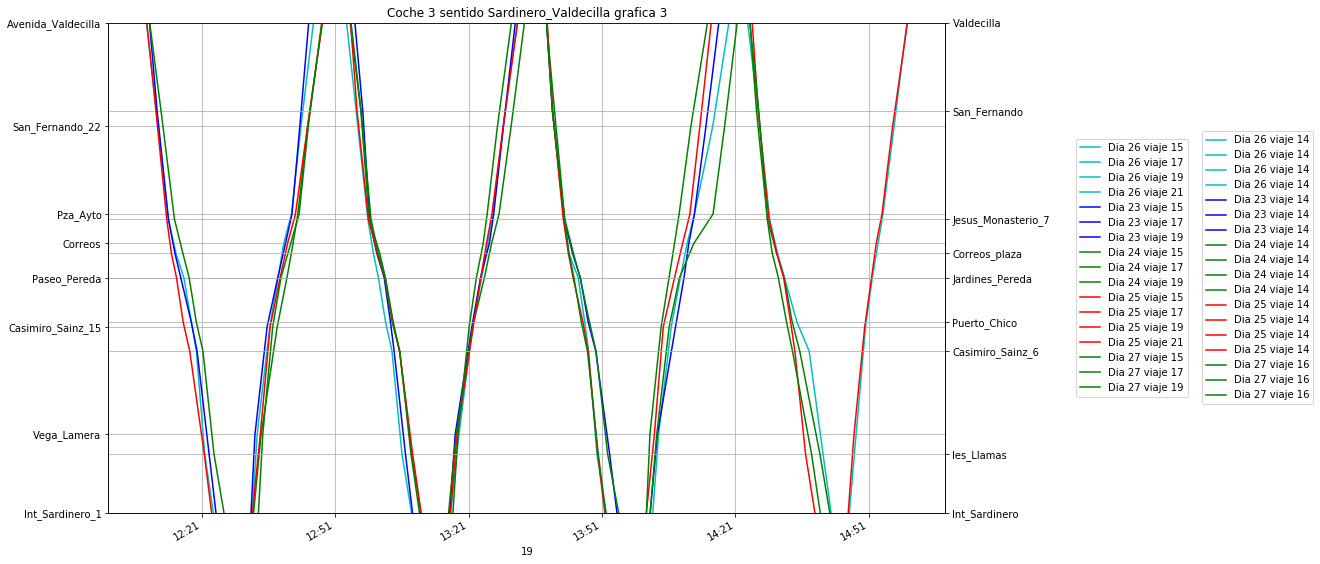 Coche 3 sentido Sardinero_Valdecilla grafica 3
Avenida_Valdecilla
San_Fernando_22
Pza_Ayto
Correos
Paseo_Pereda
Casimiro_Sainz_15
Vega_Lamera
Int_Sardinero_1
Valdecilla
San_Fernando
Jesus_Monasterio_7
Correos_plaza
Jardines_Pereda
Puerto_Chico
Casimiro_Sainz_6
Ies_Llamas
Int_Sardinero
12:21
12:51
13:21
13:51
14:21
14:51
19
Dia 26 viaje 15
Dia 26 viaje 17
Dia 26 viaje 19
Dia 26 viaje 21
Dia 23 viaje 15
Dia 23 viaje 17
Dia 23 viaje 19
Dia 24 viaje 15
Dia 24 viaje 17
Dia 24 viaje 19
Dia 25 viaje 15
Dia 25 viaje 17
Dia 25 viaje 19
Dia 25 viaje 21
Dia 27 viaje 15
Dia 27 viaje 17
Dia 27 viaje 19
Dia 26 viaje 14
Dia 26 viaje 14
Dia 26 viaje 14
Dia 26 viaje 14
Dia 23 viaje 14
Dia 23 viaje 14
Dia 23 viaje 14
Dia 24 viaje 14
Dia 24 viaje 14
Dia 24 viaje 14
Dia 24 viaje 14
Dia 25 viaje 14
Dia 25 viaje 14
Dia 25 viaje 14
Dia 25 viaje 14
Dia 27 viaje 16
Dia 27 viaje 16
Dia 27 viaje 16